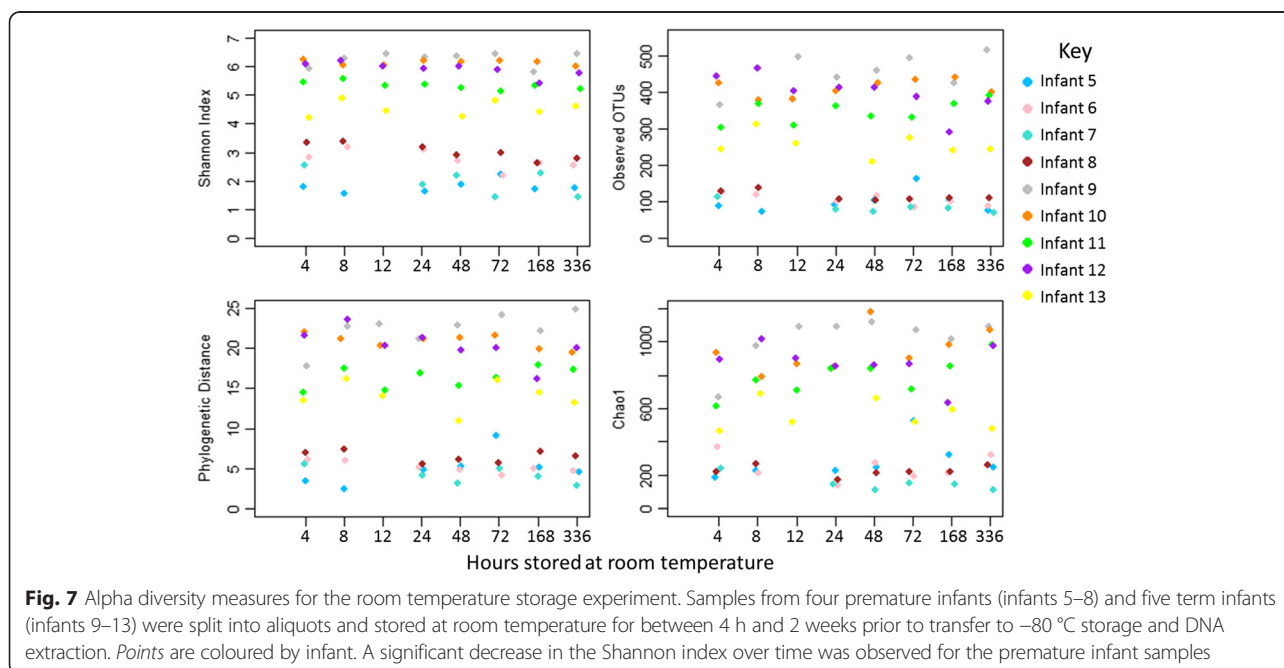 Shannon Index
7
6
5
4
3
2
1
0
4 8 12 24 48 72 168 336
Observed OTUs
500
400
300
200
100
0
4 8 12 24 48 72 168 336
Key
Infant 5
Infant 6
Infant 7
Infant 8
Infant 9
Infant 10
Infant 11
Infant 12
Infant 13
Phylogenetic Distance
25
20
15
10
5
0
4 8 12 24 48 72 168 336
Chao1
1000
600
200
0
4 8 12 24 48 72 168 336
Hours stored at room temperature
Fig. 7 Alpha diversity measures for the room temperature storage experiment. Samples from four premature infants (infants 5–8) and five term infants
(infants 9–13) were split into aliquots and stored at room temperature for between 4 h and 2 weeks prior to transfer to −80 °C storage and DNA
extraction. Points are coloured by infant. A significant decrease in the Shannon index over time was observed for the premature infant samples